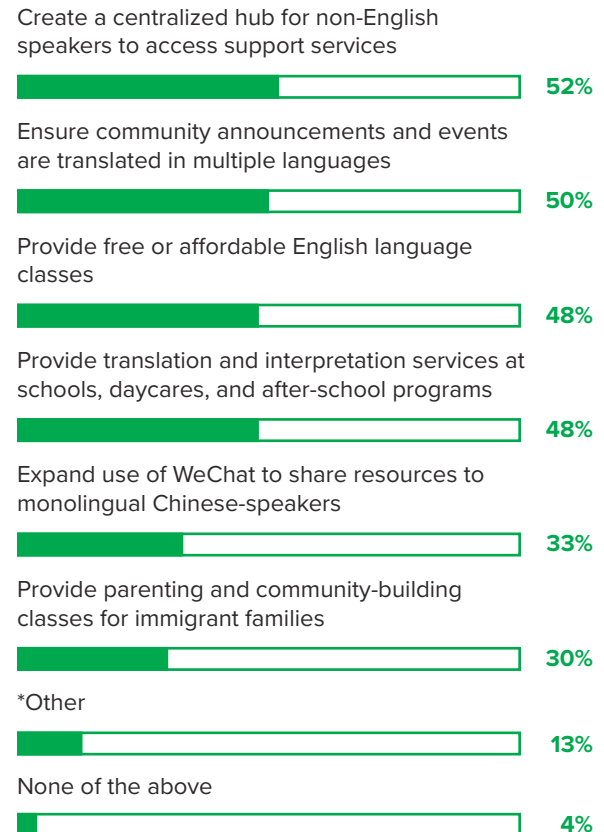 Create a centralized hub for non-English
speakers to access support services
52%
Ensure community announcements and events
are translated in multiple languages
50%
Provide free or affordable English language
classes
48%
Provide translation and interpretation services at
schools, daycares, and after-school programs
48%
Expand use of WeChat to share resources to
monolingual Chinese-speakers
33%
Provide parenting and community-building
classes for immigrant families
30%
*Other
13%
None of the above
4%